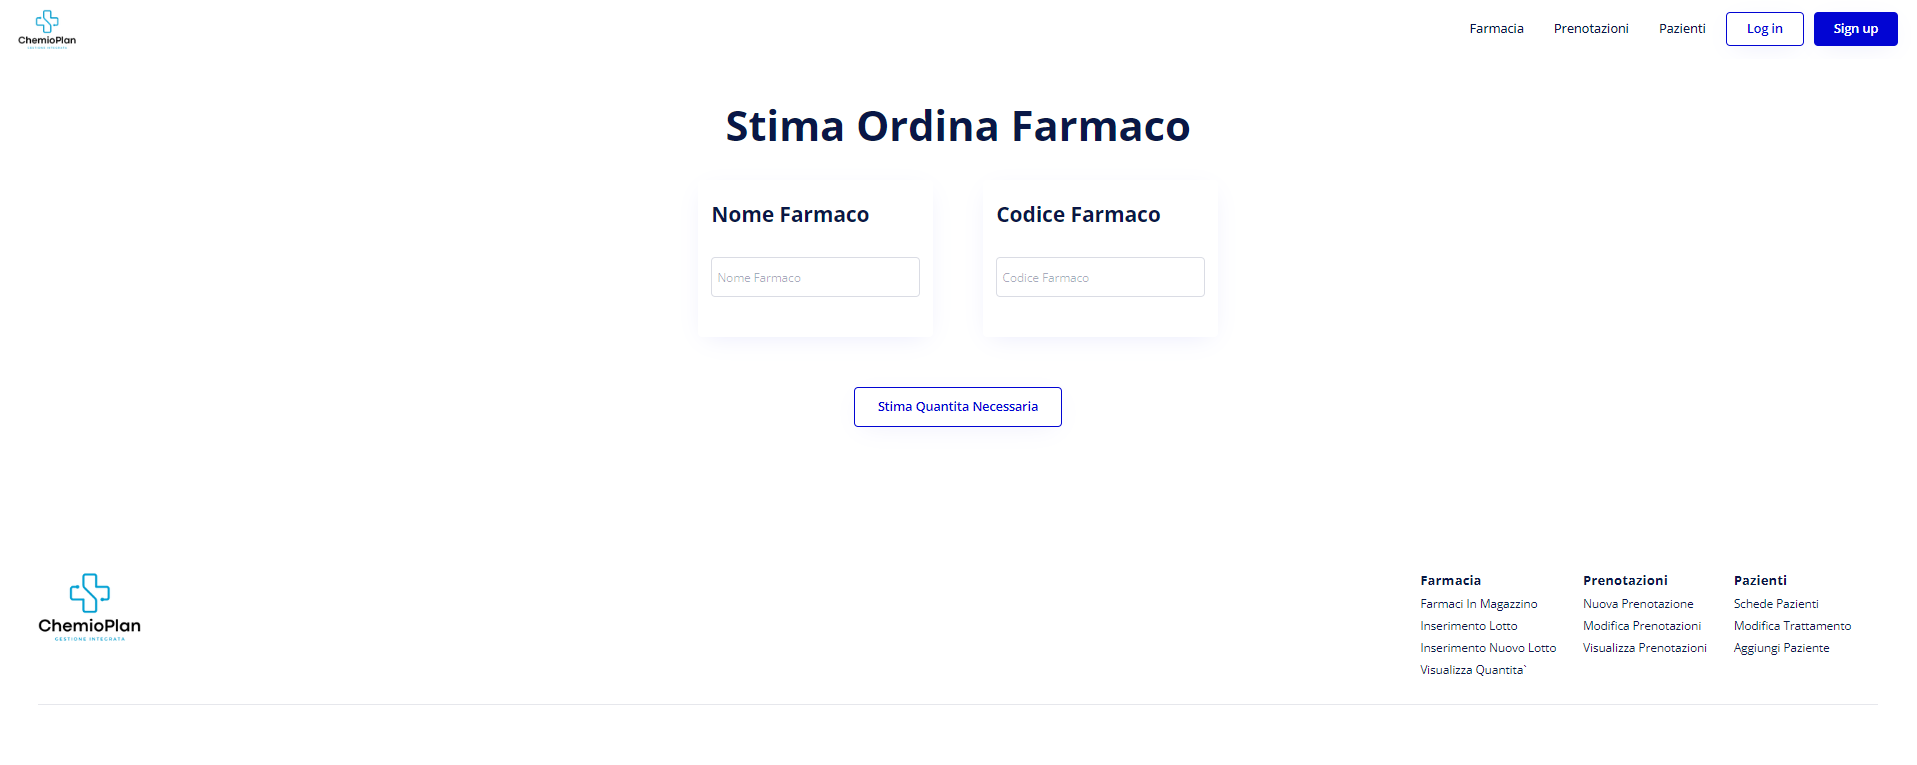 ChemioPlan
GESTIONE INTEGRATA
Farmacia Prenotazioni Pazienti Log in Sign up
Stima Ordina Farmaco
Nome Farmaco
Nome Farmaco
Codice Farmaco
Codice Farmaco
Stima Quantita Necessaria
ChemioPlan
GESTIONE INTEGRATA
Farmacia
Farmaci In Magazzino
Inserimento Lotto
Inserimento Nuovo Lotto
Visualizza Quantita`
Prenotazioni
Nuova Prenotazione
Modifica Prenotazioni
Visualizza Prenotazioni
Pazienti
Schede Pazienti
Modifica Trattamento
Aggiungi Paziente